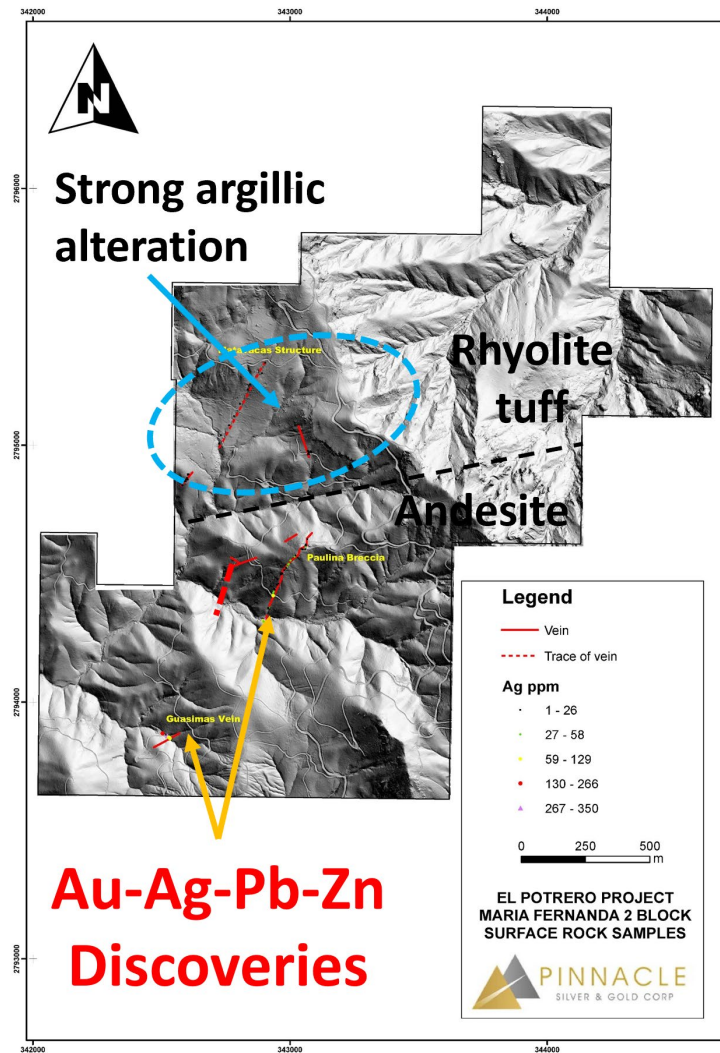 342000
343000
344000
N
2796000
Strong argillic
alteration
Structure
Rhyolite
tuff
2795000
Andesite
Paulina Breccia
2794000
Guasimas Vein
Legend
Vein
Trace of vein
Ag ppm
1 - 26
27 - 58
59 - 129
130 - 266
267 - 350
0 250 500
m
EL POTRERO PROJECT
MARIA FERNANDA 2 BLOCK
SURFACE ROCK SAMPLES
PINNACLE
SILVER & GOLD CORP
Au-Ag-Pb-Zn
Discoveries
2793000
342000
343000
344000